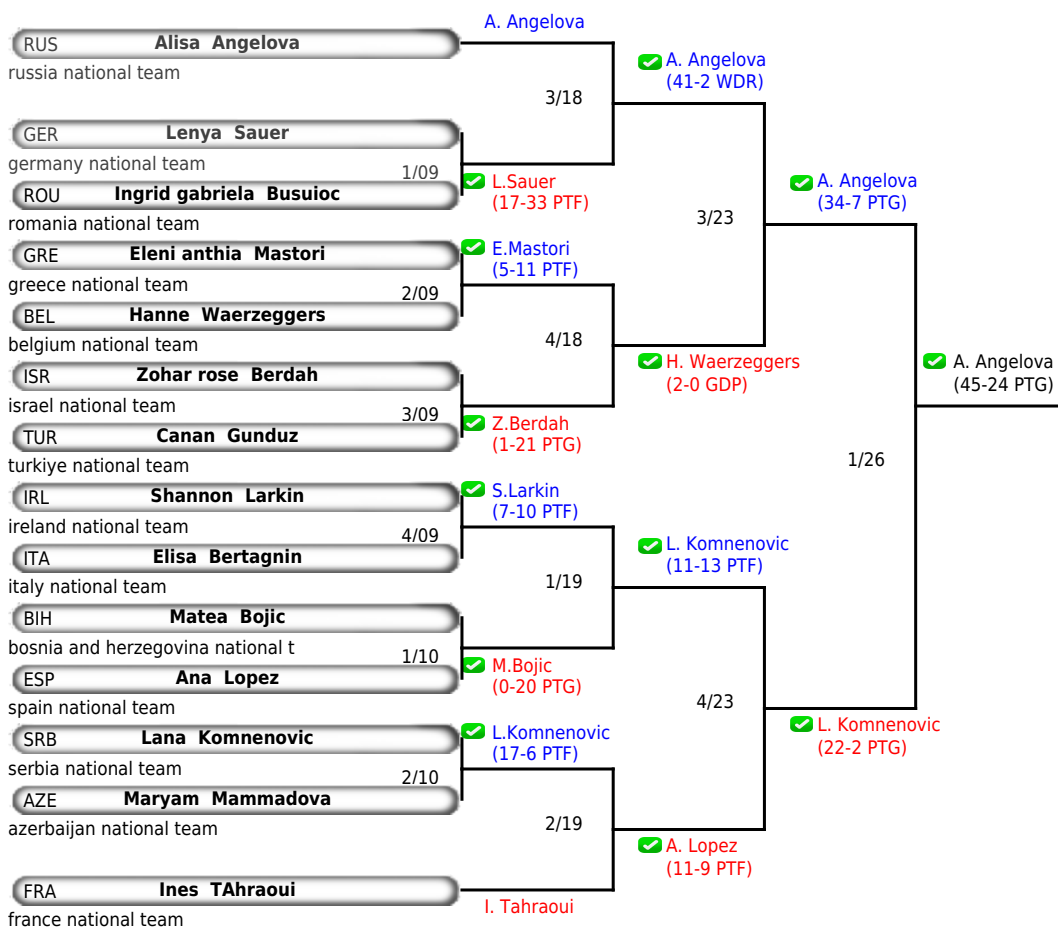 A. Angelova
RUS Alisa Angelova
russia national team
A. Angelova
(41-2 WDR)
3/18
GER Lenya Sauer
germany national team
1/09
L.Sauer
(17-33 PTF)
A. Angelova
(34-7 PTG)
ROU Ingrid gabriela Busuioc
romania national team
3/23
GRE Eleni anthia Mastori
greece national team
E.Mastori
(5-11 PTF)
2/09
BEL Hanne Waerzeggers
belgium national team
4/18
H. Waerzeggers
(2-0 GDP)
A. Angelova
(45-24 PTG)
ISR Zohar rose Berdah
israel national team
3/09
Z.Berdah
(1-21 PTG)
TUR Canan Gunduz
turkiye national team
1/26
IRL Shannon Larkin
ireland national team
S.Larkin
(7-10 PTF)
4/09
ITA Elisa Bertagnin
italy national team
L. Komnenovic
(11-13 PTF)
1/19
BIH Matea Bojic
bosnia and herzegovina national t
1/10
M.Bojic
(0-20 PTG)
ESP Ana Lopez
spain national team
4/23
L. Komnenovic
(22-2 PTG)
SRB Lana Komnenovic
serbia national team
L.Komnenovic
(17-6 PTF)
2/10
AZE Maryam Mammadova
azerbaijan national team
2/19
A. Lopez
(11-9 PTF)
FRA Ines TAhraoui
france national team
I. Tahraoui